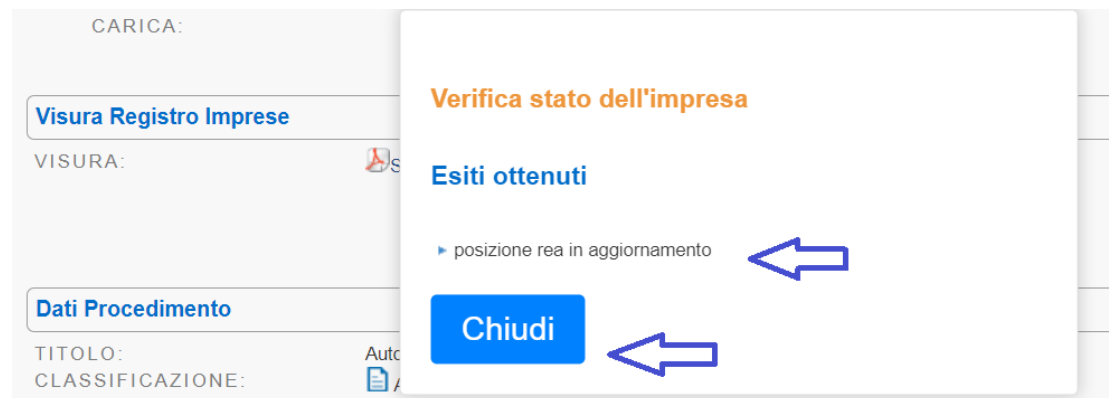 CARICA:
Visura Registro Imprese
VISURA:
Verifica stato dell'impresa
Esiti ottenuti
posizione rea in aggiornamento
Chiudi
Dati Procedimento
TITOLO:
CLASSIFICAZIONE: